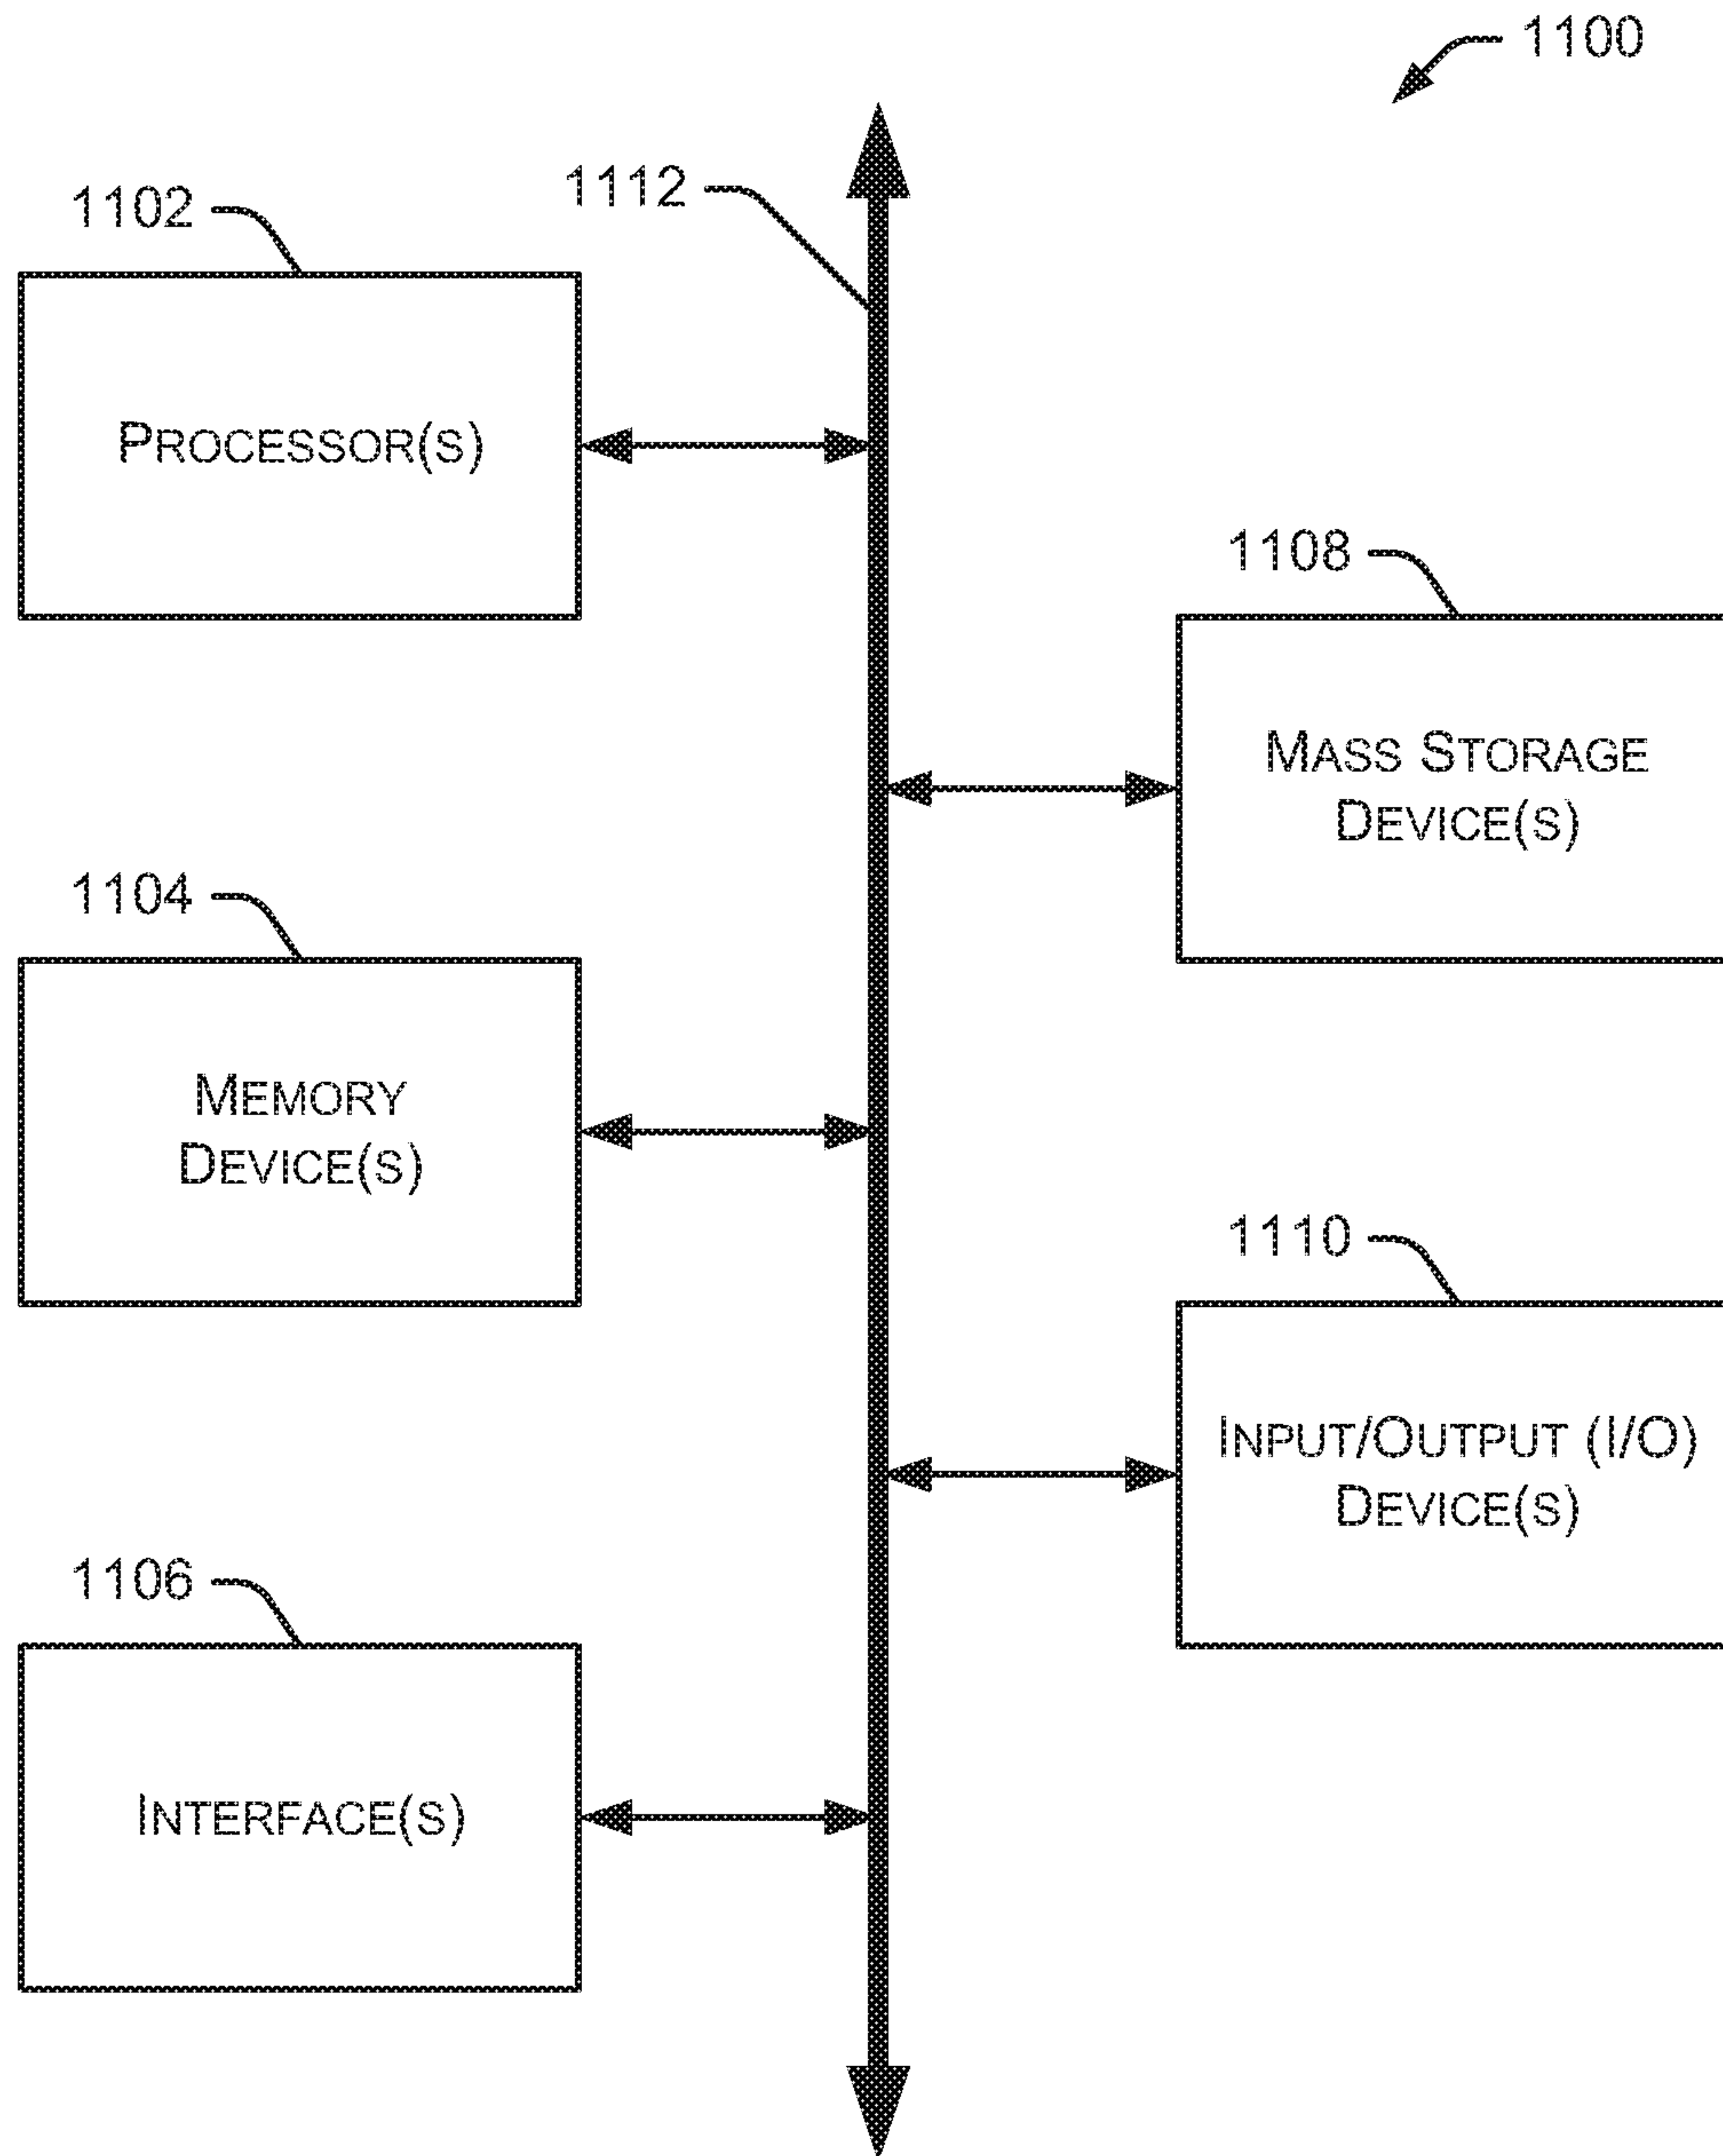 1100
1112
1102
PROCESSOR(S)
1108
MASS STORAGE
DEVICE(S)
1104
MEMORY
DEVICE(S)
1110
INPUT/OUTPUT (I/O)
DEVICE(S)
1106
INTERFACE(S)